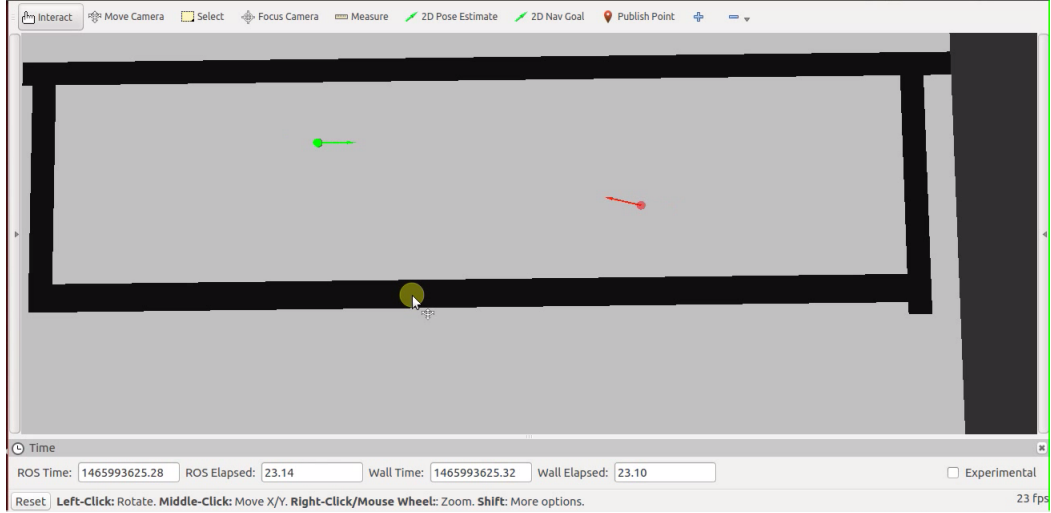 Interact Move Camera Select Focus Camera Measure 2D Pose Estimate 2D Nav Goal Publish Point
Time
ROS Time: 1465993625.28 ROS Elapsed: 23.14 Wall Time: 1465993625.32 Wall Elapsed: 23.10 Experimental
Reset Left-Click: Rotate. Middle-Click: Move X/Y. Right-Click/Mouse Wheel:: Zoom. Shift: More options. 23 fps